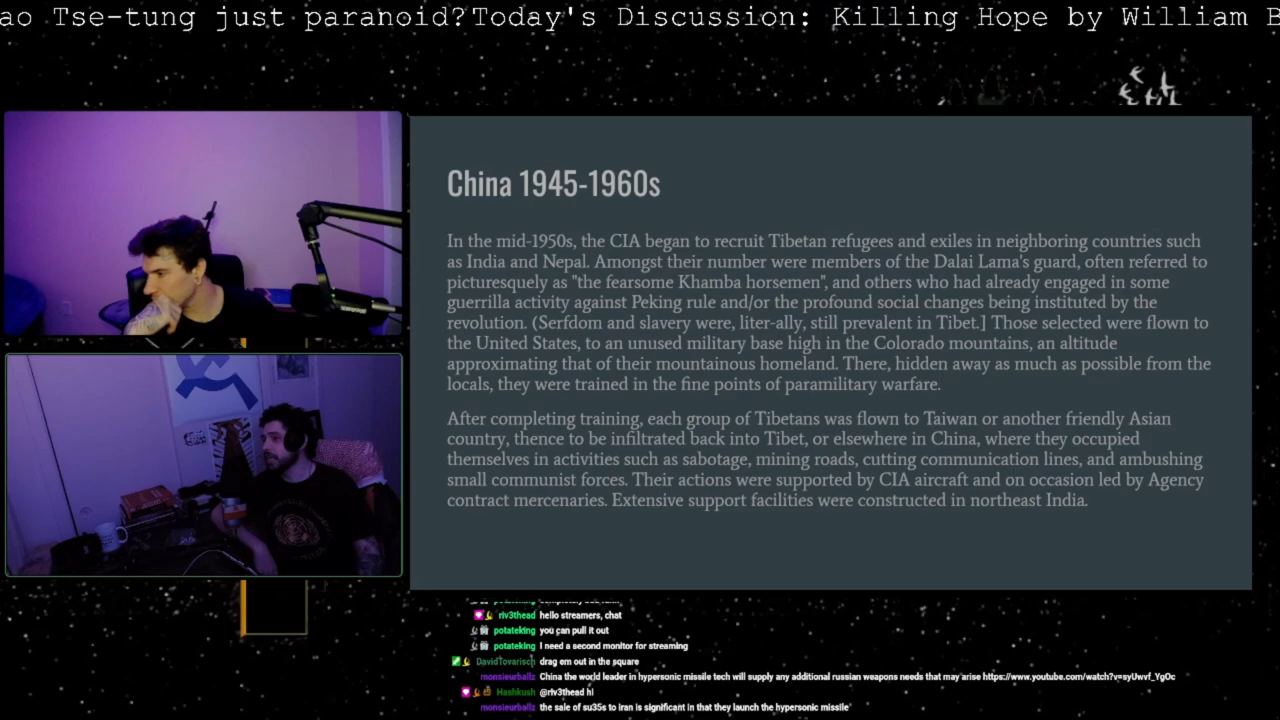 ao Tse-tung just paranoid?Today's Discussion: Killing Hope by William B
China 1945-1960s
In the mid-1950s, the CIA began to recruit Tibetan refugees and exiles in neighboring countries such
as India and Nepal. Amongst their number were members of the Dalai Lama's guard, often referred to
picturesquely as "the fearsome Khamba horsemen", and others who had already engaged in some
guerrilla activity against Peking rule and/or the profound social changes being instituted by the
revolution. (Serfdom and slavery were, liter-ally, still prevalent in Tibet.] Those selected were flown to
the United States, to an unused military base high in the Colorado mountains, an altitude
approximating that of their mountainous homeland. There, hidden away as much as possible from the
locals, they were trained in the fine points of paramilitary warfare.
After completing training, each group of Tibetans was flown to Taiwan or another friendly Asian
country, thence to be infiltrated back into Tibet, or elsewhere in China, where they occupied
themselves in activities such as sabotage, mining roads, cutting communication lines, and ambushing
small communist forces. Their actions were supported by CIA aircraft and on occasion led by Agency
contract mercenaries. Extensive support facilities were constructed in northeast India.
riv3thead hello streamers, chat
potateking you can pull it out
potateking I need a second monitor for streaming
DavidTovarisch drag em out in the square
monsieurballz China the world leader in hypersonic missile tech will supply any additional russian weapons needs that may arise https://www.youtube.com/watch?v=syUwvf_YgOc
Hashkush @riv3thead hi
monsieurballz the sale of su35s to iran is significant in that they launch the hypersonic missile